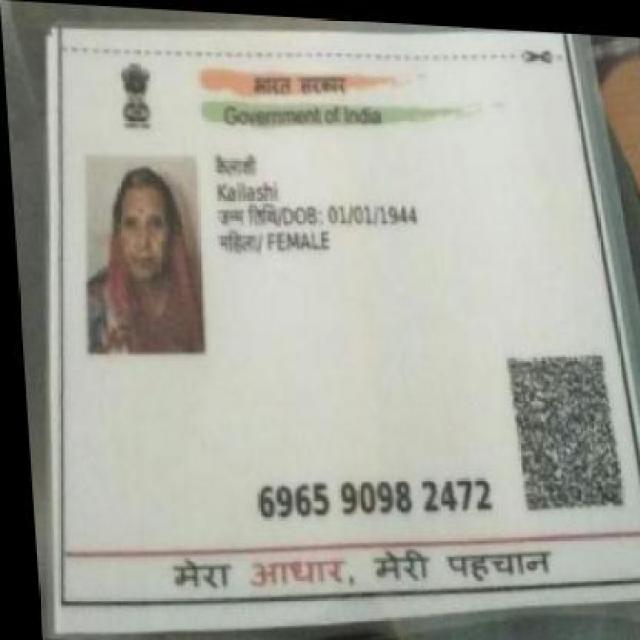 भारत सरकार
Government of India
कैलाशी
Kailashi
जन्म तिथि/DOB: 01/01/1944
महिला/ FEMALE
6965 9098 2472
मेरा आधार, मेरी पहचान